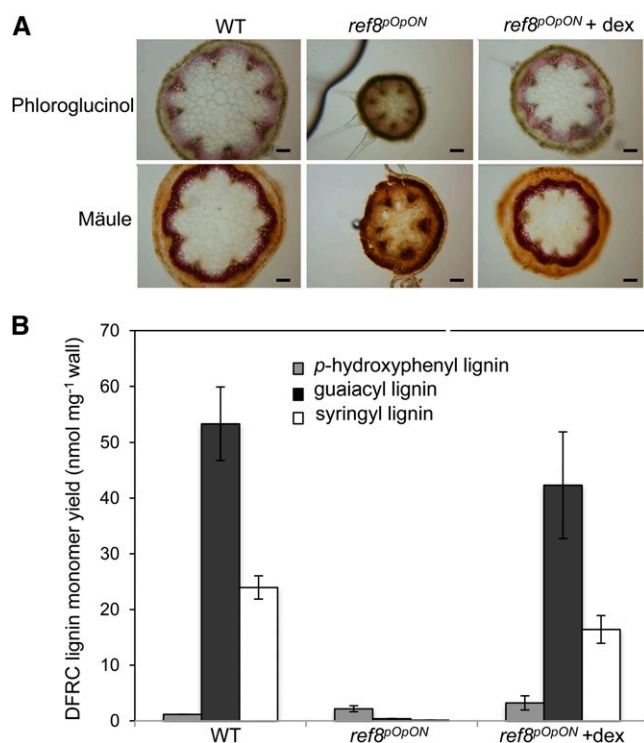 A
WT
ref8pOpON
ref8pOpON + dex
Phloroglucinol
Mäule
B
DFRC lignin monomer yield (nmol mg-1 wall)
70
60
50
40
30
20
10
0
p-hydroxyphenyl lignin
guaiacyl lignin
syringyl lignin
WT
ref8pOpON
ref8pOpON +dex